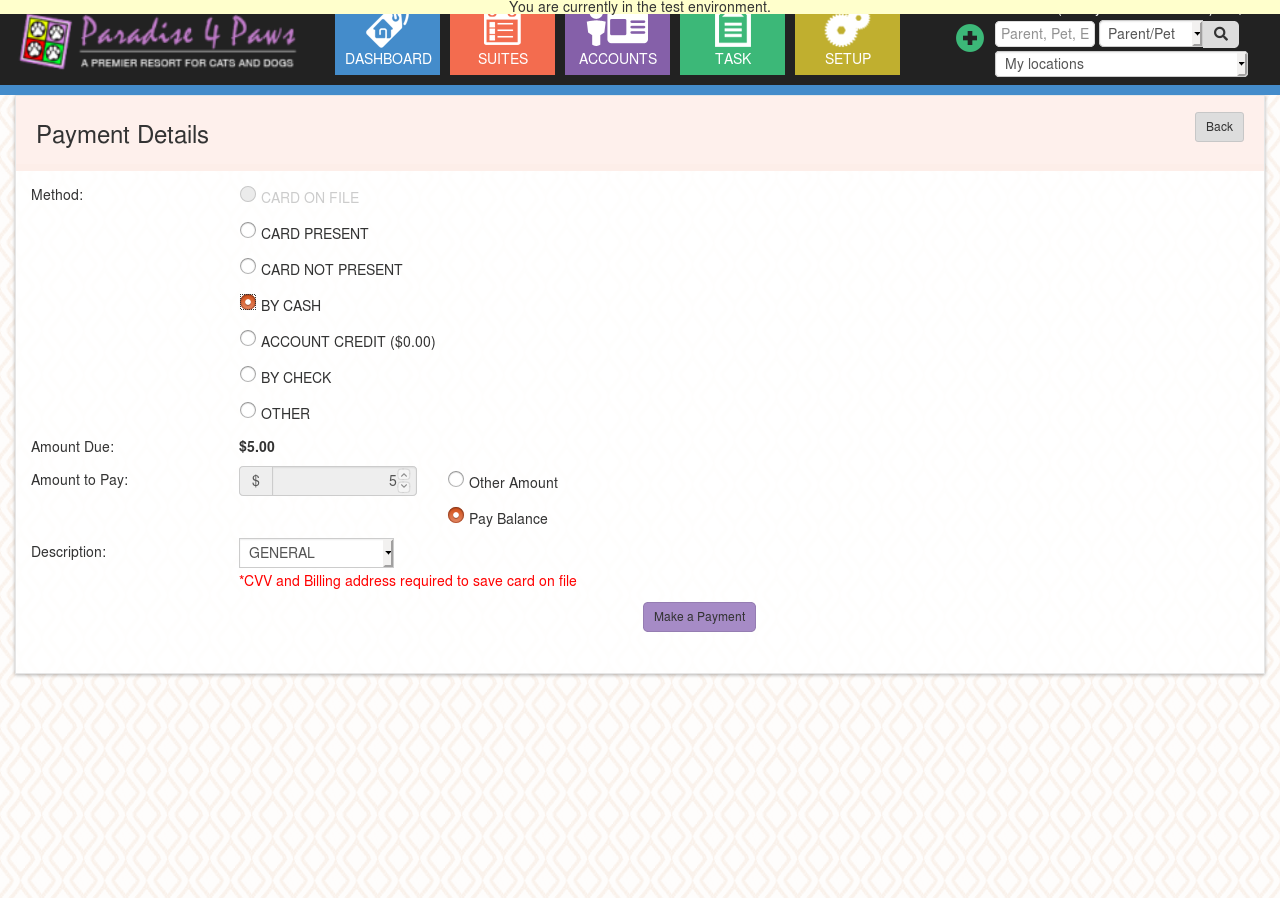 You are currently in the test environment.
Paradise 4 Paws
A PREMIER RESORT FOR CATS AND DOGS
DASHBOARD
SUITES
ACCOUNTS
TASK
SETUP
Parent, Pet, E
Parent/Pet
My locations
Payment Details
Back
Method:
CARD ON FILE
CARD PRESENT
CARD NOT PRESENT
BY CASH
ACCOUNT CREDIT ($0.00)
BY CHECK
OTHER
Amount Due:
$5.00
Amount to Pay:
$
5
Other Amount
Pay Balance
Description:
GENERAL
*CVV and Billing address required to save card on file
Make a Payment